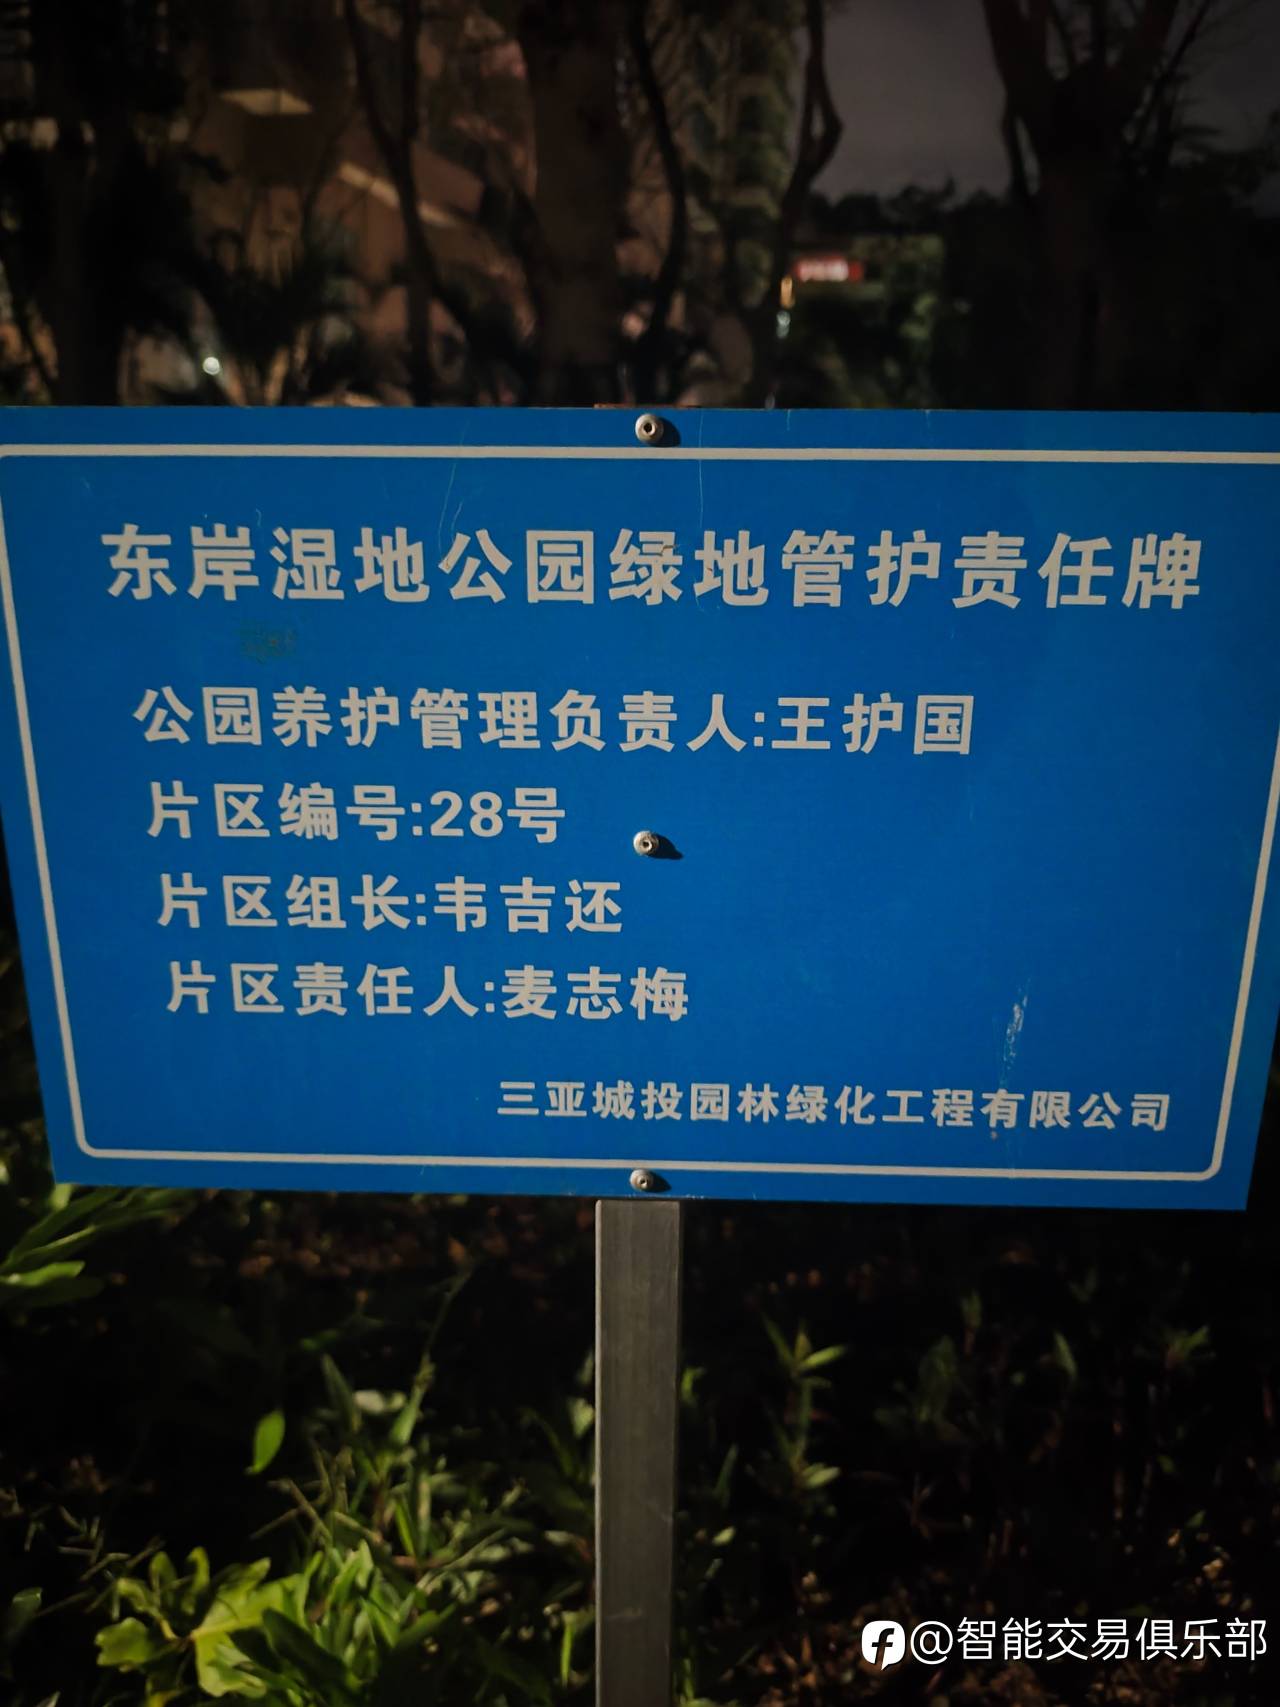 东岸湿地公园绿地管护责任牌
公园养护管理负责人:王护国
片区编号:28号
片区组长:韦吉还
片区责任人:麦志梅
三亚城投园林绿化工程有限公司
@智能交易俱乐部